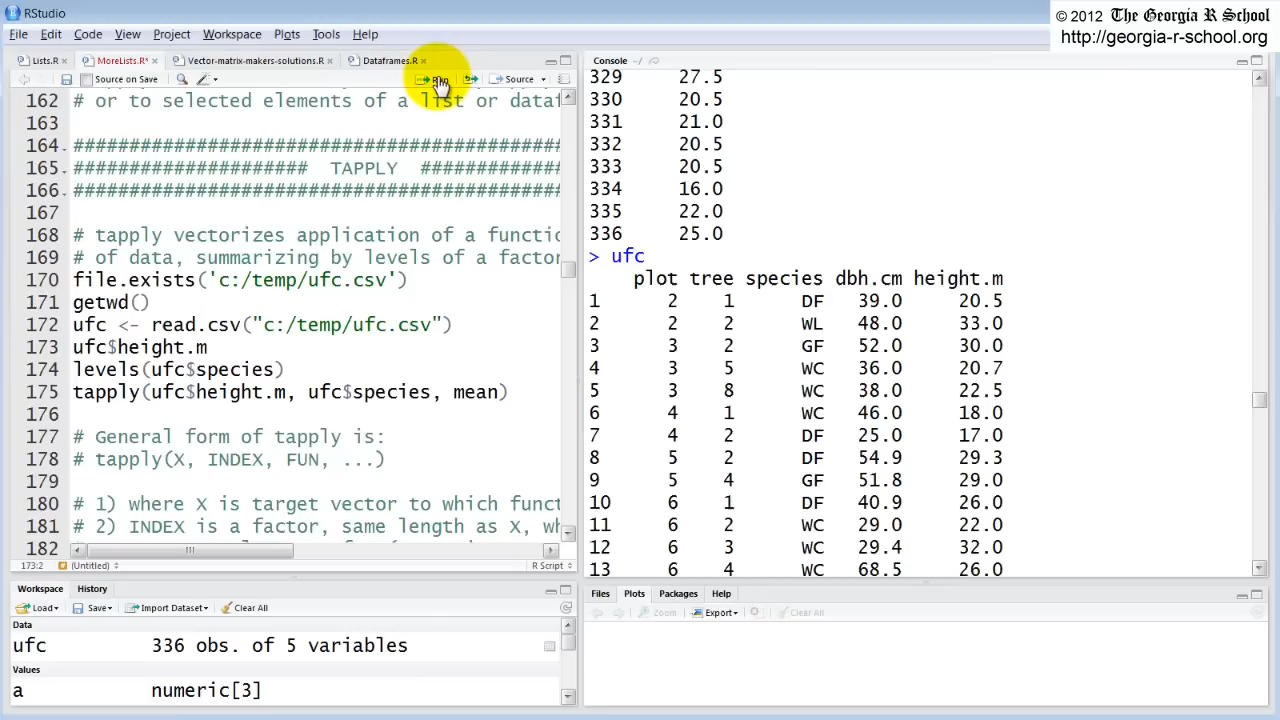 RStudio
© 2012 The Georgia R School
http://georgia-r-school.org
File Edit Code View Project Workspace Plots Tools Help
Lists.R MoreLists.R* Vector-matrix-makers-solutions.R Dataframes.R
Source on Save Run Source
162 # or to selected elements of a list or dataf
163
164 ############################################
165 ##################### TAPPLY #############
166 ############################################
167
168 # tapply vectorizes application of a functio
169 # of data, summarizing by levels of a factor
170 file.exists('c:/temp/ufc.csv')
171 getwd()
172 ufc <- read.csv("c:/temp/ufc.csv")
173 ufc$height.m
174 levels(ufc$species)
175 tapply(ufc$height.m, ufc$species, mean)
176
177 # General form of tapply is:
178 # tapply(X, INDEX, FUN, ...)
179
180 # 1) where X is target vector to which funct
181 # 2) INDEX is a factor, same length as X, wh
182
173:2 (Untitled) R Script
Workspace History
Load Save Import Dataset Clear All
Data
ufc 336 obs. of 5 variables
Values
a numeric[3]
Console ~/
329 27.5
330 20.5
331 21.0
332 20.5
333 20.5
334 16.0
335 22.0
336 25.0
> ufc
plot tree species dbh.cm height.m
1 2 1 DF 39.0 20.5
2 2 2 WL 48.0 33.0
3 3 2 GF 52.0 30.0
4 3 5 WC 36.0 20.7
5 3 8 WC 38.0 22.5
6 4 1 WC 46.0 18.0
7 4 2 DF 25.0 17.0
8 5 2 DF 54.9 29.3
9 5 4 GF 51.8 29.0
10 6 1 DF 40.9 26.0
11 6 2 WC 29.0 22.0
12 6 3 WC 29.4 32.0
13 6 4 WC 68.5 26.0
Files Plots Packages Help
Zoom Export Clear All